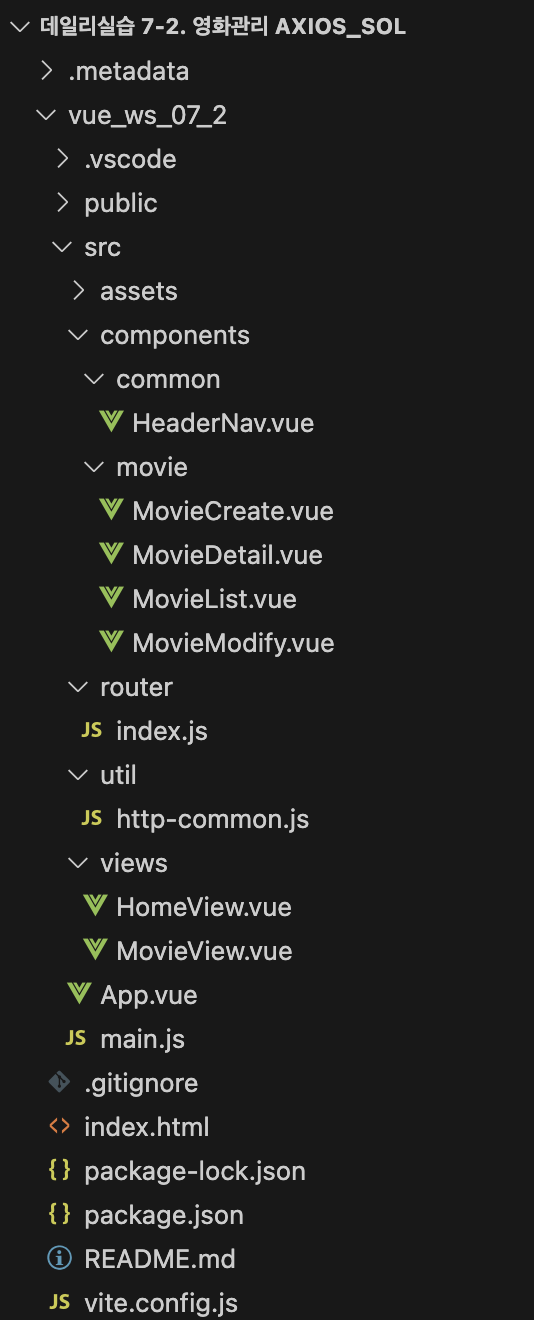 데일리실습 7-2. 영화관리 AXIOS_SOL
.metadata
vue_ws_07_2
.vscode
public
src
assets
components
common
HeaderNav.vue
movie
MovieCreate.vue
MovieDetail.vue
MovieList.vue
MovieModify.vue
router
JS index.js
util
JS http-common.js
views
HomeView.vue
MovieView.vue
App.vue
JS main.js
.gitignore
<> index.html
{} package-lock.json
{} package.json
README.md
JS vite.config.js